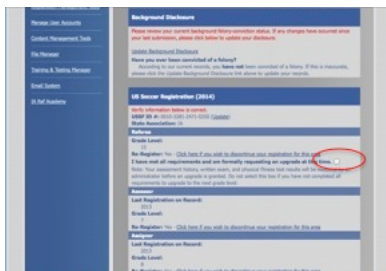 Manage User Accounts
Content Management Tools
File Manager
Training & Testing Manager
Email System
IA Ref Academy
Background Disclosure
Please review your current background felony-conviction status. If any changes have occurred since
your last submission, please click below to update your disclosure.
Update Background Disclosure
Have you ever been convicted of a felony?
According to our current records, you have not been convicted of a felony. If this is inaccurate,
please click the Update Background Disclosure link above to update your records.
US Soccer Registration (2014)
Verify information below is correct.
USSF ID #: (Update)
State Association: IA
Referee
Grade Level:
Re-Register: Yes - Click here if you wish to discontinue your registration for this area
I have met all requirements and am formally requesting an upgrade at this time.
Note: Your assessment history, written exam, and physical fitness test results will be reviewed by an
administrator before an upgrade is granted. Do not select this box if you have not completed all
requirements to upgrade to the next grade level.
Assessor
Last Registration on Record:
2013
Grade Level:
7
Re-Register: Yes - Click here if you wish to discontinue your registration for this area
Assignor
Last Registration on Record:
2013
Grade Level:
8